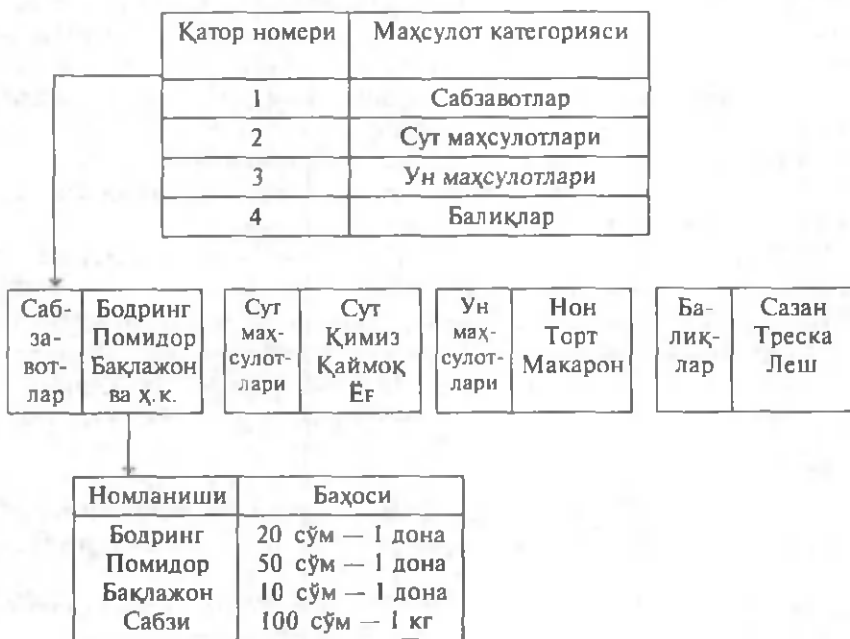 Қатор номери Маҳсулот категорияси
1 Сабзавотлар
2 Сут маҳсулотлари
3 Ун маҳсулотлари
4 Балиқлар
Саб-
за-
вот-
лар
Бодринг
Помидор
Бақлажон
ва ҳ.к.
Сут
маҳ-
сулот-
лари
Сут
Қимиз
Қаймоқ
Ёғ
Ун
маҳ-
сулот-
лари
Нон
Торт
Макарон
Ба-
лиқ-
лар
Сазан
Треска
Леш
Номланиши Баҳоси
Бодринг 20 сўм — 1 дона
Помидор 50 сўм — 1 дона
Бақлажон 10 сўм — 1 дона
Сабзи 100 сўм — 1 кг